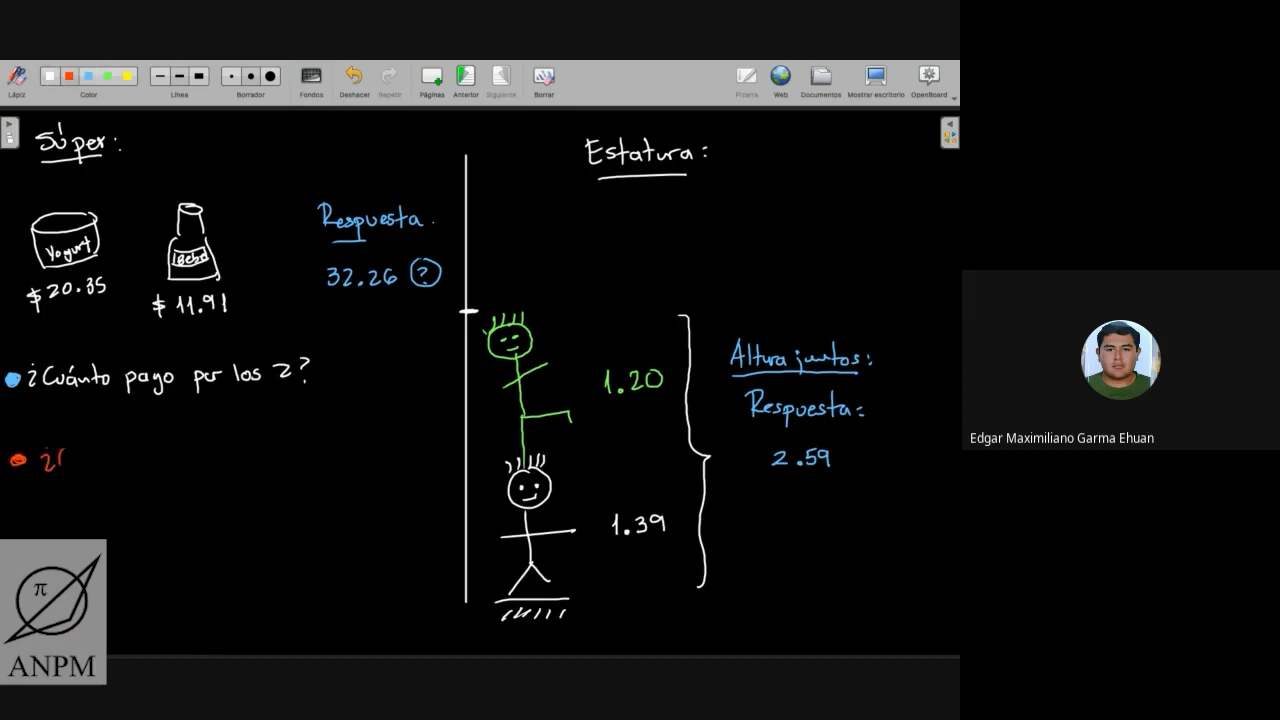 Lápiz
Color
Línea
Borrador
Fondos
Deshacer
Repetir
Páginas
Anterior
Siguiente
Borrar
Pizarra
Web
Documentos
Mostrar escritorio
OpenBoard
Súper:
Yogurt
$ 20.35
Bebé
$ 11.91
Respuesta.
32.26 ?
¿Cuánto pago por los 2?
¿(
Estatura:
1.20
1.39
Altura juntos:
Respuesta:
2.59
π
ANPM
Edgar Maximiliano Garma Ehuan